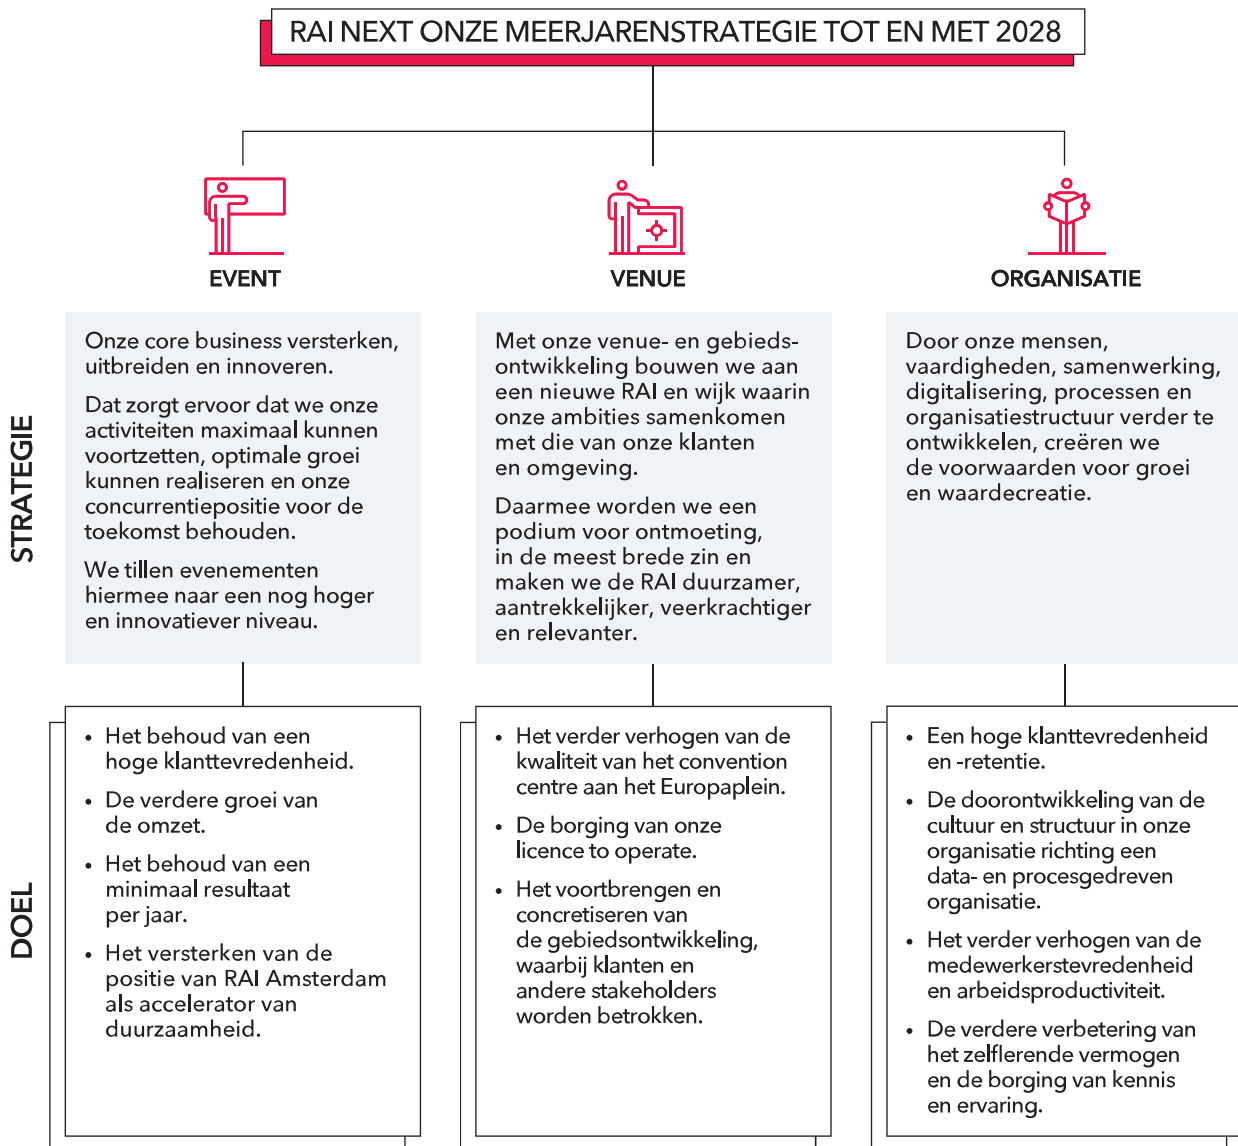 RAI NEXT ONZE MEERJARENSTRATEGIE TOT EN MET 2028
EVENT
VENUE
ORGANISATIE
STRATEGIE
Onze core business versterken,
uitbreiden en innoveren.
Dat zorgt ervoor dat we onze
activiteiten maximaal kunnen
voortzetten, optimale groei
kunnen realiseren en onze
concurrentiepositie voor de
toekomst behouden.
We tillen evenementen
hiermee naar een nog hoger
en innovatiever niveau.
Met onze venue- en gebieds-
ontwikkeling bouwen we aan
een nieuwe RAI en wijk waarin
onze ambities samenkomen
met die van onze klanten
en omgeving.
Daarmee worden we een
podium voor ontmoeting,
in de meest brede zin en
maken we de RAI duurzamer,
aantrekkelijker, veerkrachtiger
en relevanter.
Door onze mensen,
vaardigheden, samenwerking,
digitalisering, processen en
organisatiestructuur verder te
ontwikkelen, creëren we
de voorwaarden voor groei
en waardecreatie.
DOEL
• Het behoud van een
hoge klanttevredenheid.
• De verdere groei van
de omzet.
• Het behoud van een
minimaal resultaat
per jaar.
• Het versterken van de
positie van RAI Amsterdam
als accelerator van
duurzaamheid.
• Het verder verhogen van de
kwaliteit van het convention
centre aan het Europaplein.
• De borging van onze
licence to operate.
• Het voortbrengen en
concretiseren van
de gebiedsontwikkeling,
waarbij klanten en
andere stakeholders
worden betrokken.
• Een hoge klanttevredenheid
en -retentie.
• De doorontwikkeling van de
cultuur en structuur in onze
organisatie richting een
data- en procesgedreven
organisatie.
• Het verder verhogen van de
medewerkerstevredenheid
en arbeidsproductiviteit.
• De verdere verbetering van
het zelflerende vermogen
en de borging van kennis
en ervaring.